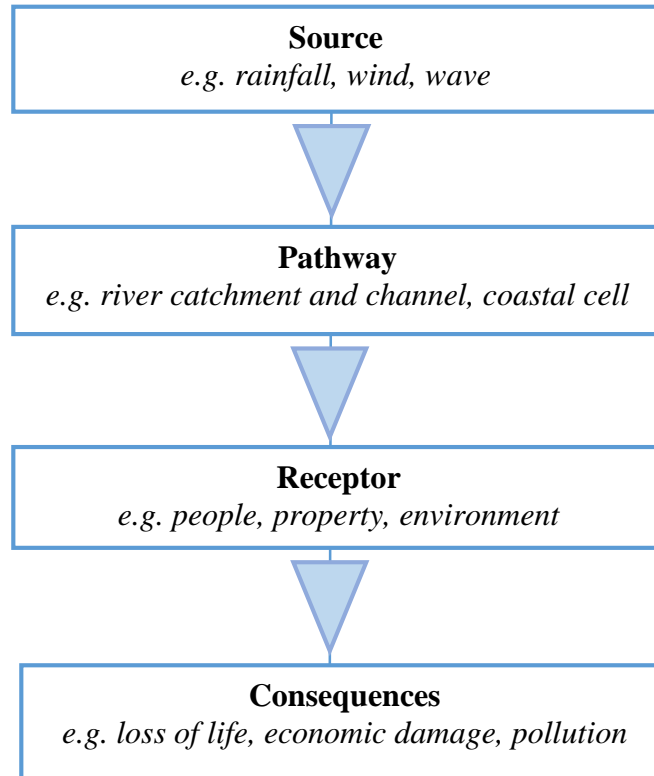 Source
e.g. rainfall, wind, wave
Pathway
e.g. river catchment and channel, coastal cell
Receptor
e.g. people, property, environment
Consequences
e.g. loss of life, economic damage, pollution